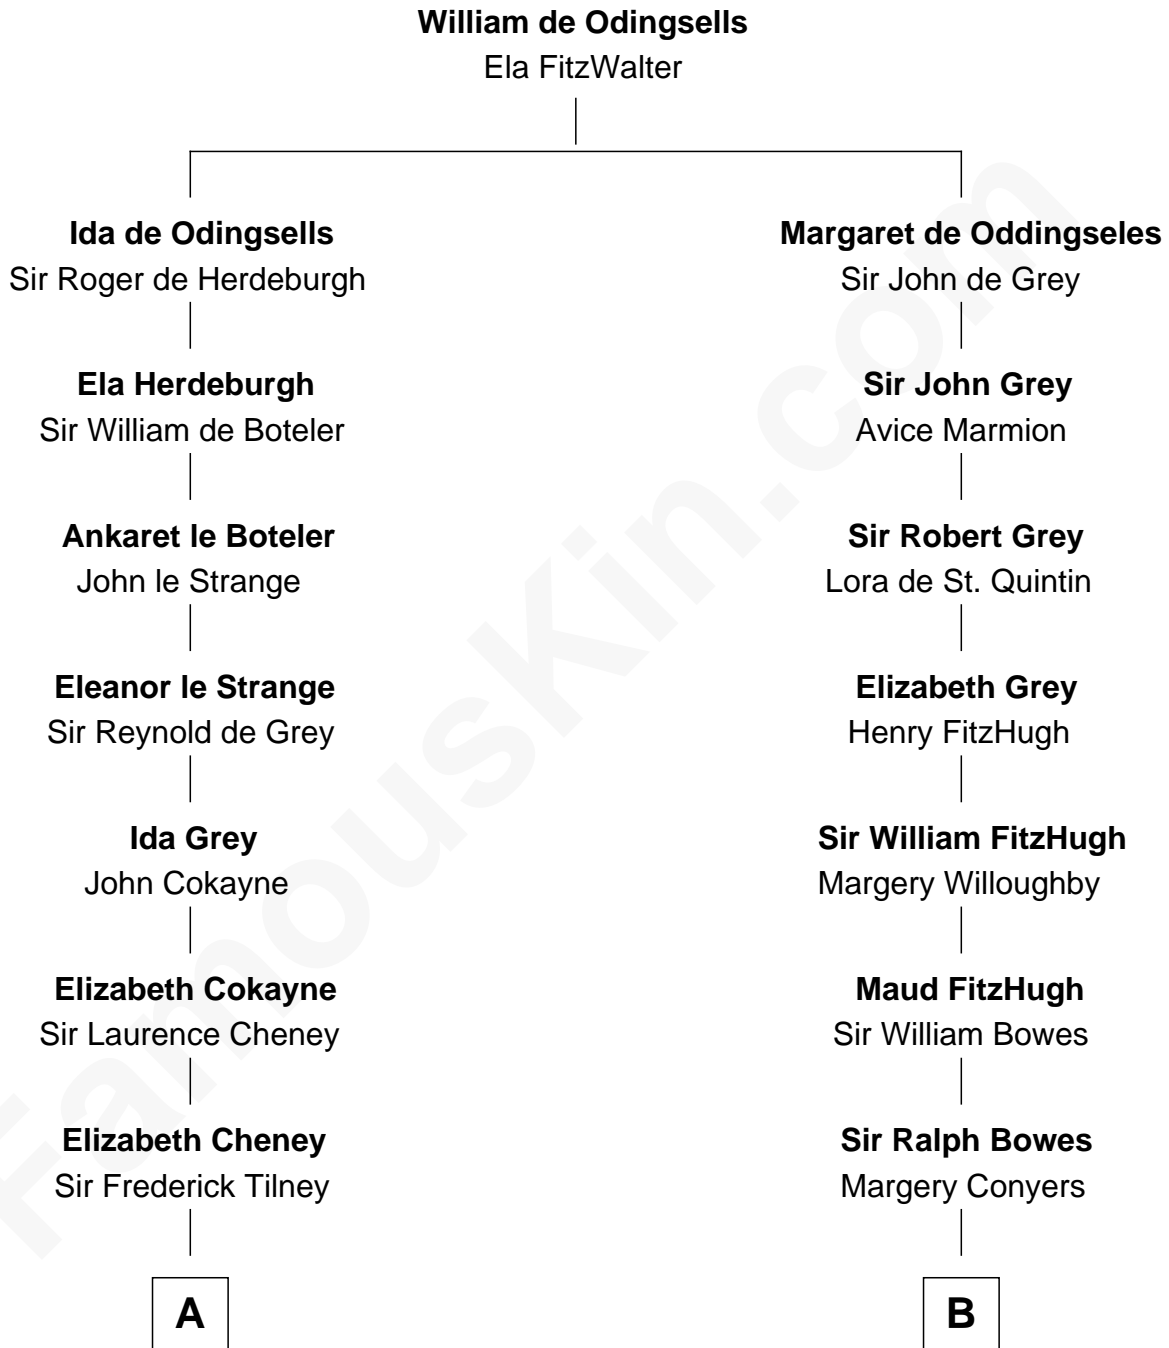 William de Odingsells
Ela FitzWalter
Ida de Odingsells
Sir Roger de Herdeburgh
Margaret de Oddingseles
Sir John de Grey
Ela Herdeburgh
Sir William de Boteler
Sir John Grey
Avice Marmion
Ankaret le Boteler
John le Strange
Sir Robert Grey
Lora de St. Quintin
Eleanor le Strange
Sir Reynold de Grey
Elizabeth Grey
Henry FitzHugh
Ida Grey
John Cokayne
Sir William FitzHugh
Margery Willoughby
Elizabeth Cokayne
Sir Laurence Cheney
Maud FitzHugh
Sir William Bowes
Elizabeth Cheney
Sir Frederick Tilney
Sir Ralph Bowes
Margery Conyers
A
B
FamousKin.com